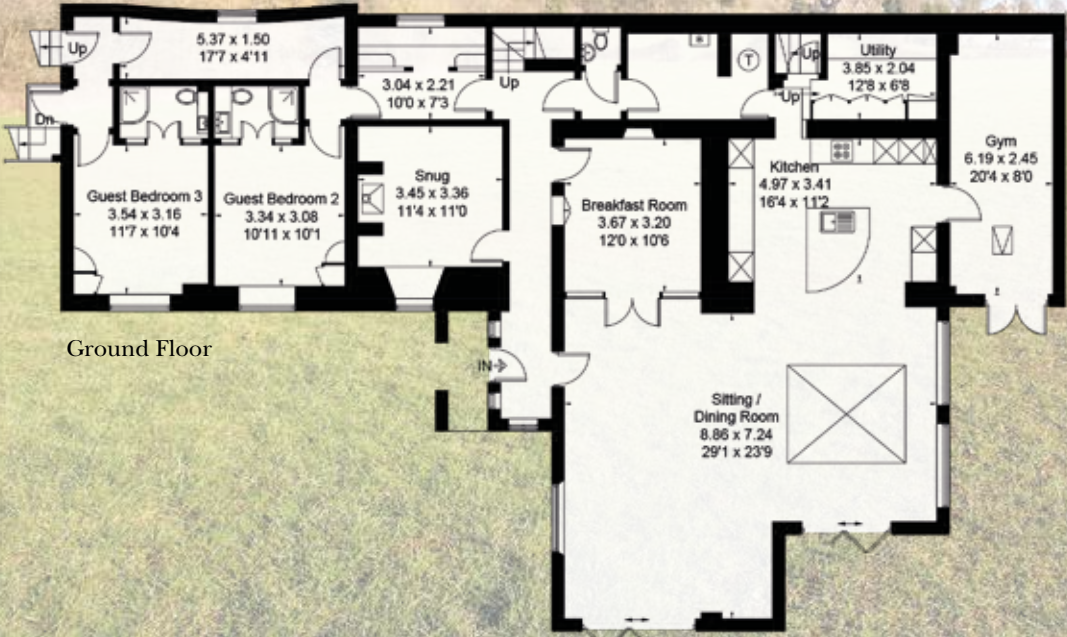 Up
5.37 x 1.50
17'7 x 4'11
3.04 x 2.21
10'0 x 7'3
Up
T
Up
Up
Utility
3.85 x 2.04
12'8 x 6'8
Dn
Guest Bedroom 3
3.54 x 3.16
11'7 x 10'4
Guest Bedroom 2
3.34 x 3.08
10'11 x 10'1
Snug
3.45 x 3.36
11'4 x 11'0
Breakfast Room
3.67 x 3.20
12'0 x 10'6
Kitchen
4.97 x 3.41
16'4 x 11'2
Gym
6.19 x 2.45
20'4 x 8'0
Ground Floor
IN
Sitting /
Dining Room
8.86 x 7.24
29'1 x 23'9